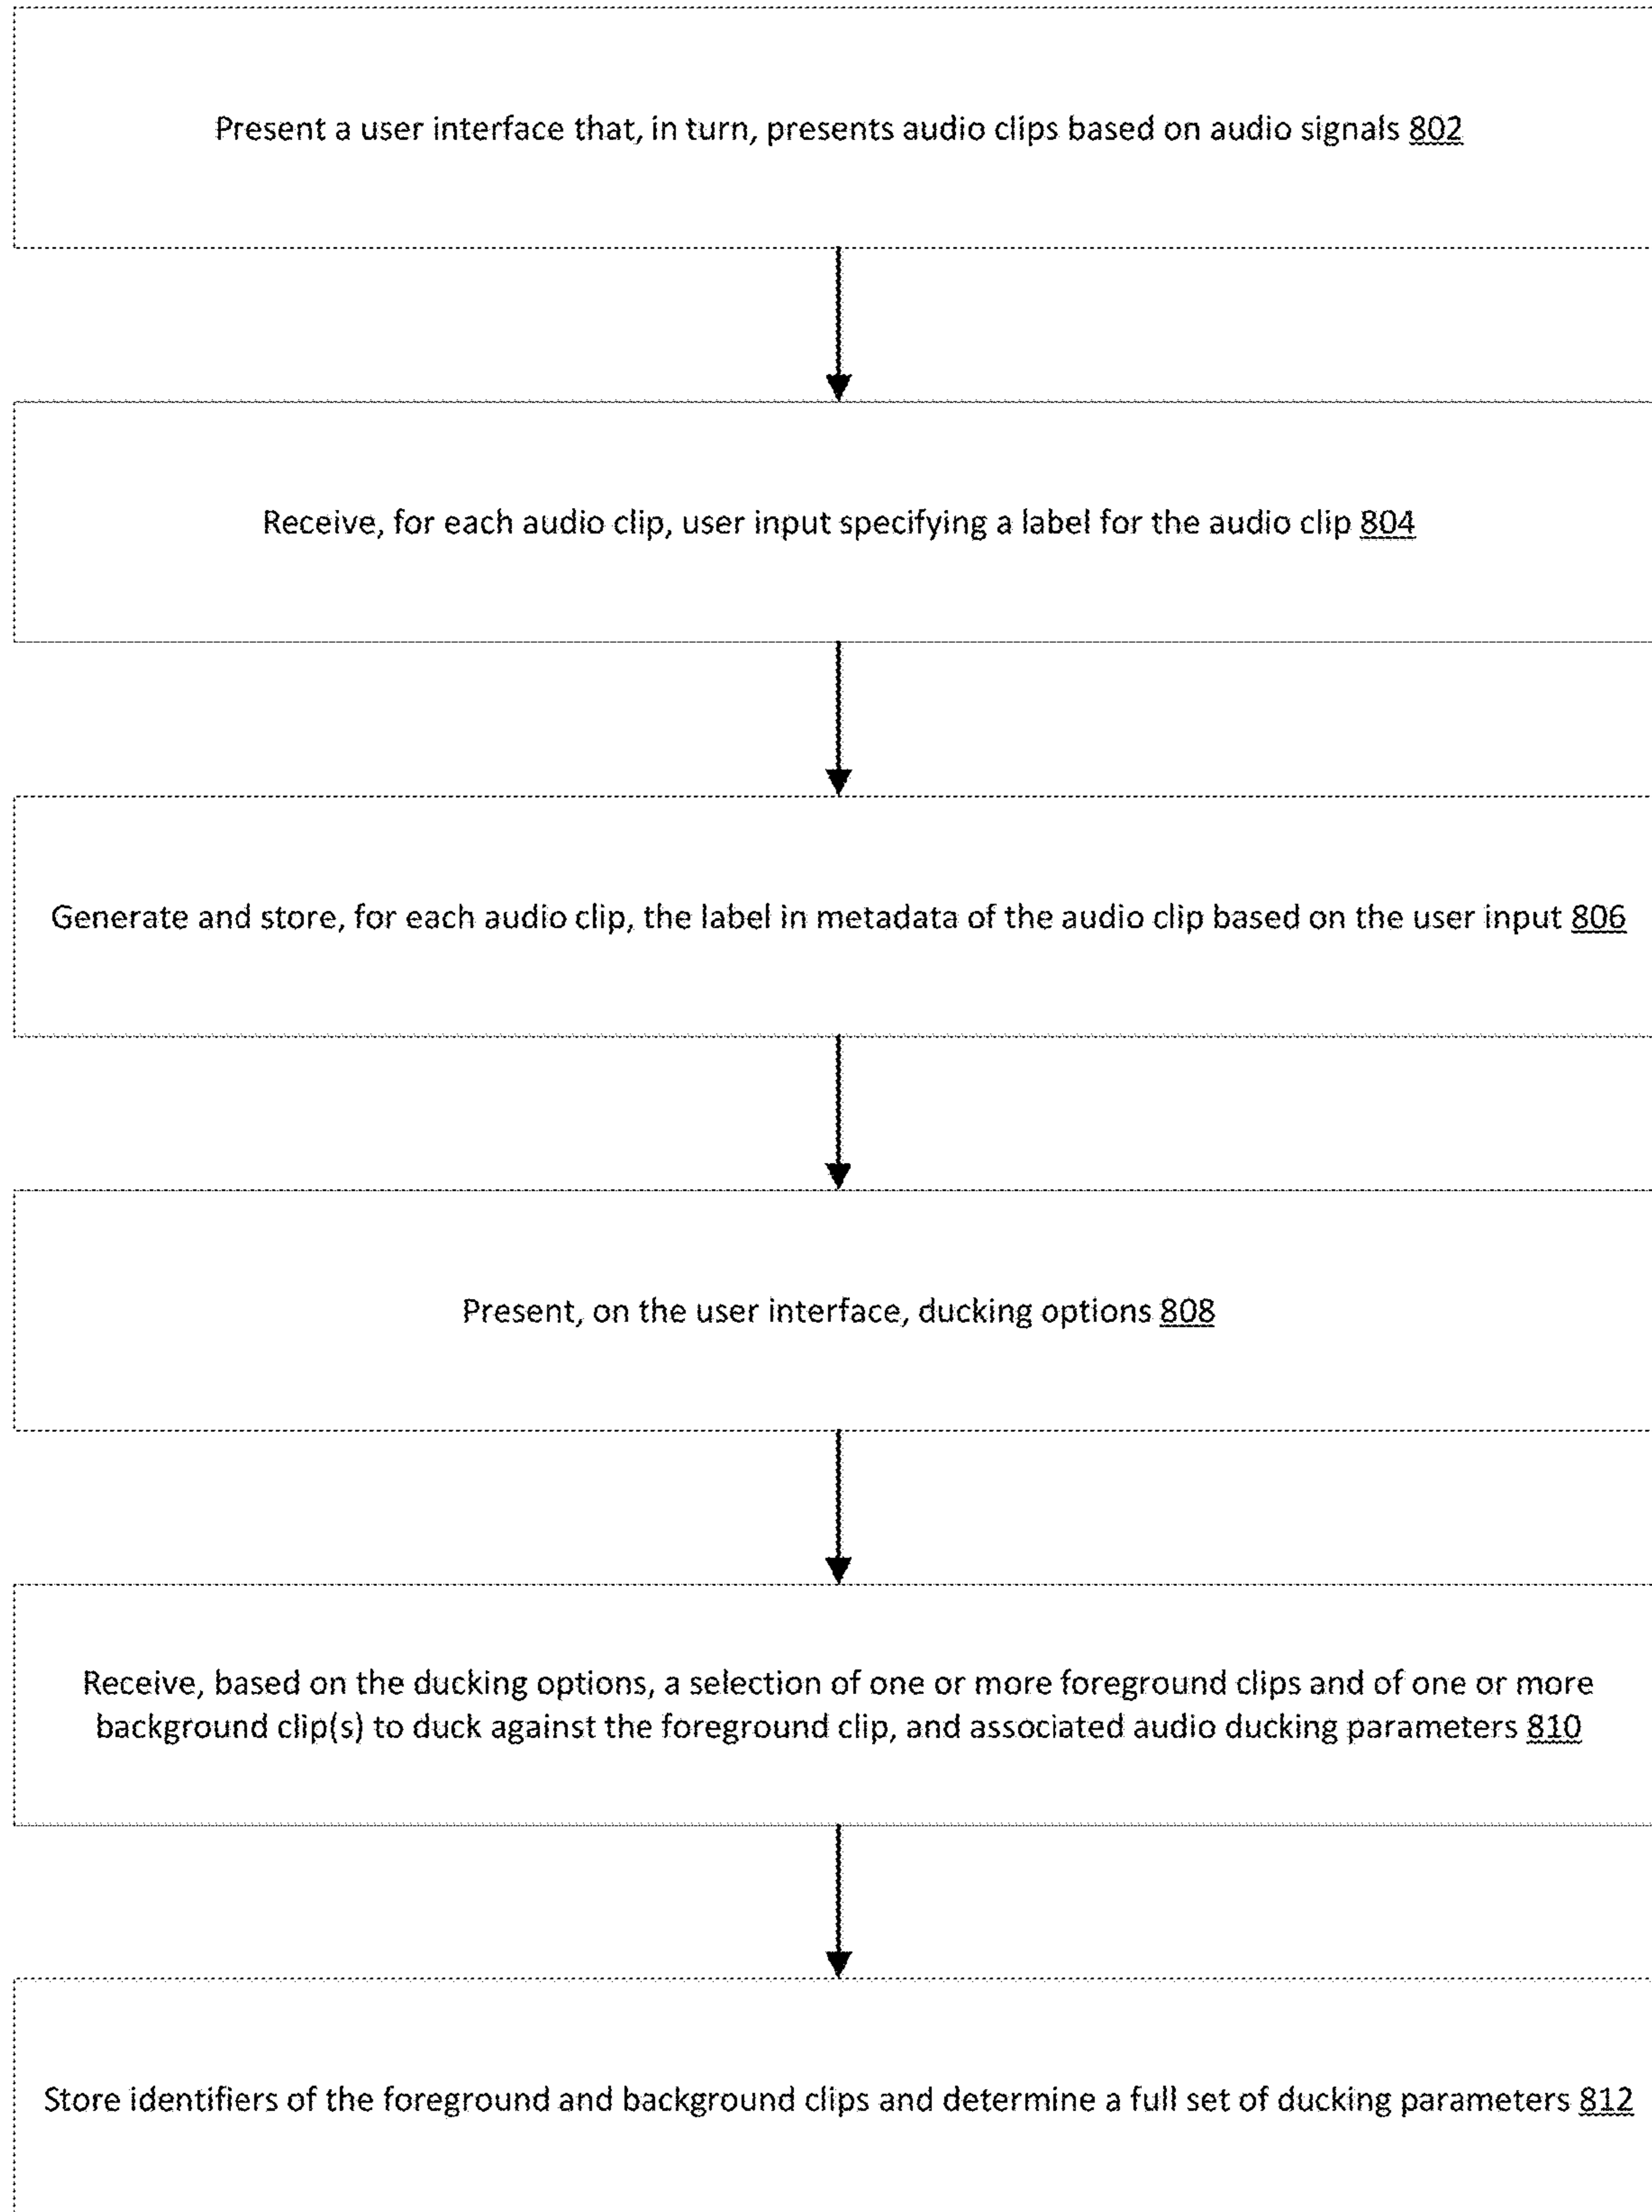 Present a user interface that, in turn, presents audio clips based on audio signals 802
Receive, for each audio clip, user input specifying a label for the audio clip 804
Generate and store, for each audio clip, the label in metadata of the audio clip based on the user input 806
Present, on the user interface, ducking options 808
Receive, based on the ducking options, a selection of one or more foreground clips and of one or more
background clip(s) to duck against the foreground clip, and associated audio ducking parameters 810
Store identifiers of the foreground and background clips and determine a full set of ducking parameters 812